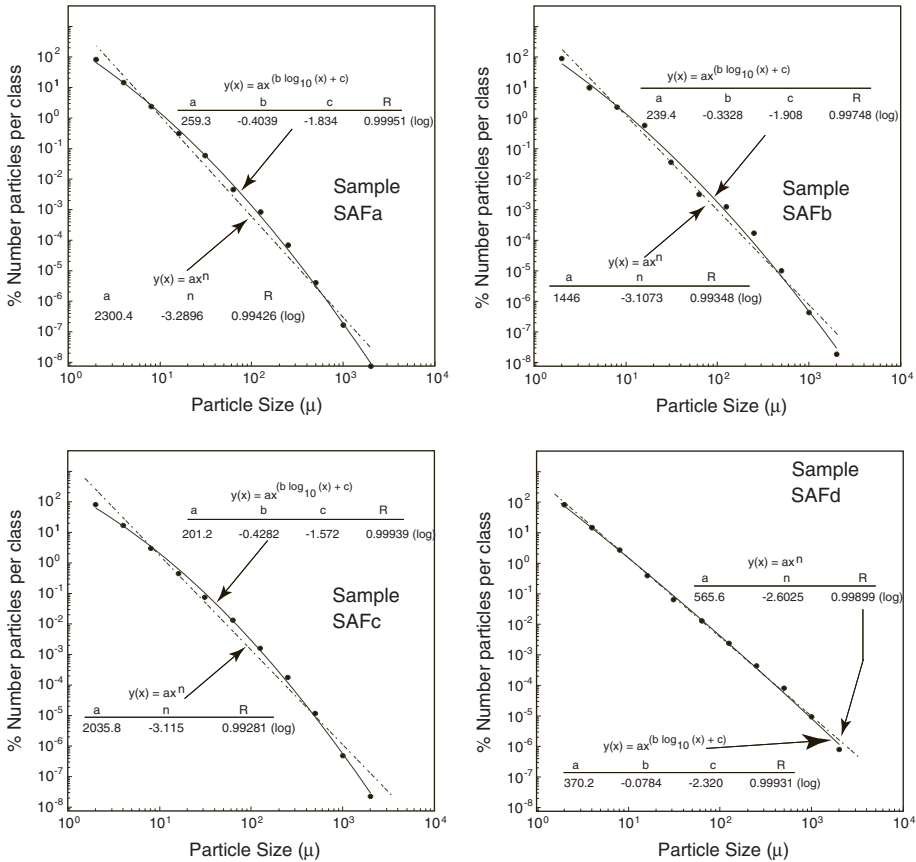 % Number particles per class
10^2
10^1
10^0
10^-1
10^-2
10^-3
10^-4
10^-5
10^-6
10^-7
10^-8
y(x) = ax^(b log_10 (x) + c)
a b c R
259.3 -0.4039 -1.834 0.99951 (log)
Sample
SAFa
y(x) = ax^n
a n R
2300.4 -3.2896 0.99426 (log)
10^0 10^1 10^2 10^3 10^4
Particle Size (μ)
% Number particles per class
10^2
10^1
10^0
10^-1
10^-2
10^-3
10^-4
10^-5
10^-6
10^-7
10^-8
y(x) = ax^(b log_10 (x) + c)
a b c R
239.4 -0.3328 -1.908 0.99748 (log)
Sample
SAFb
y(x) = ax^n
a n R
1446 -3.1073 0.99348 (log)
10^0 10^1 10^2 10^3 10^4
Particle Size (μ)
% Number particles per class
10^2
10^1
10^0
10^-1
10^-2
10^-3
10^-4
10^-5
10^-6
10^-7
10^-8
y(x) = ax^(b log_10 (x) + c)
a b c R
201.2 -0.4282 -1.572 0.99939 (log)
Sample
SAFc
y(x) = ax^n
a n R
2035.8 -3.115 0.99281 (log)
10^0 10^1 10^2 10^3 10^4
Particle Size (μ)
% Number particles per class
10^2
10^1
10^0
10^-1
10^-2
10^-3
10^-4
10^-5
10^-6
10^-7
10^-8
Sample
SAFd
y(x) = ax^n
a n R
565.6 -2.6025 0.99899 (log)
y(x) = ax^(b log_10 (x) + c)
a b c R
370.2 -0.0784 -2.320 0.99931 (log)
10^0 10^1 10^2 10^3 10^4
Particle Size (μ)